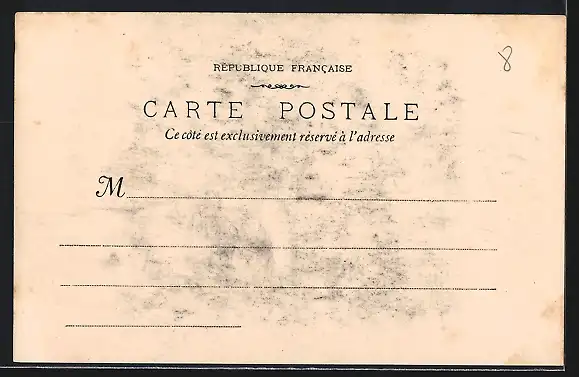 8
RÉPUBLIQUE FRANÇAISE
CARTE POSTALE
Ce côté est exclusivement réservé à l'adresse
M